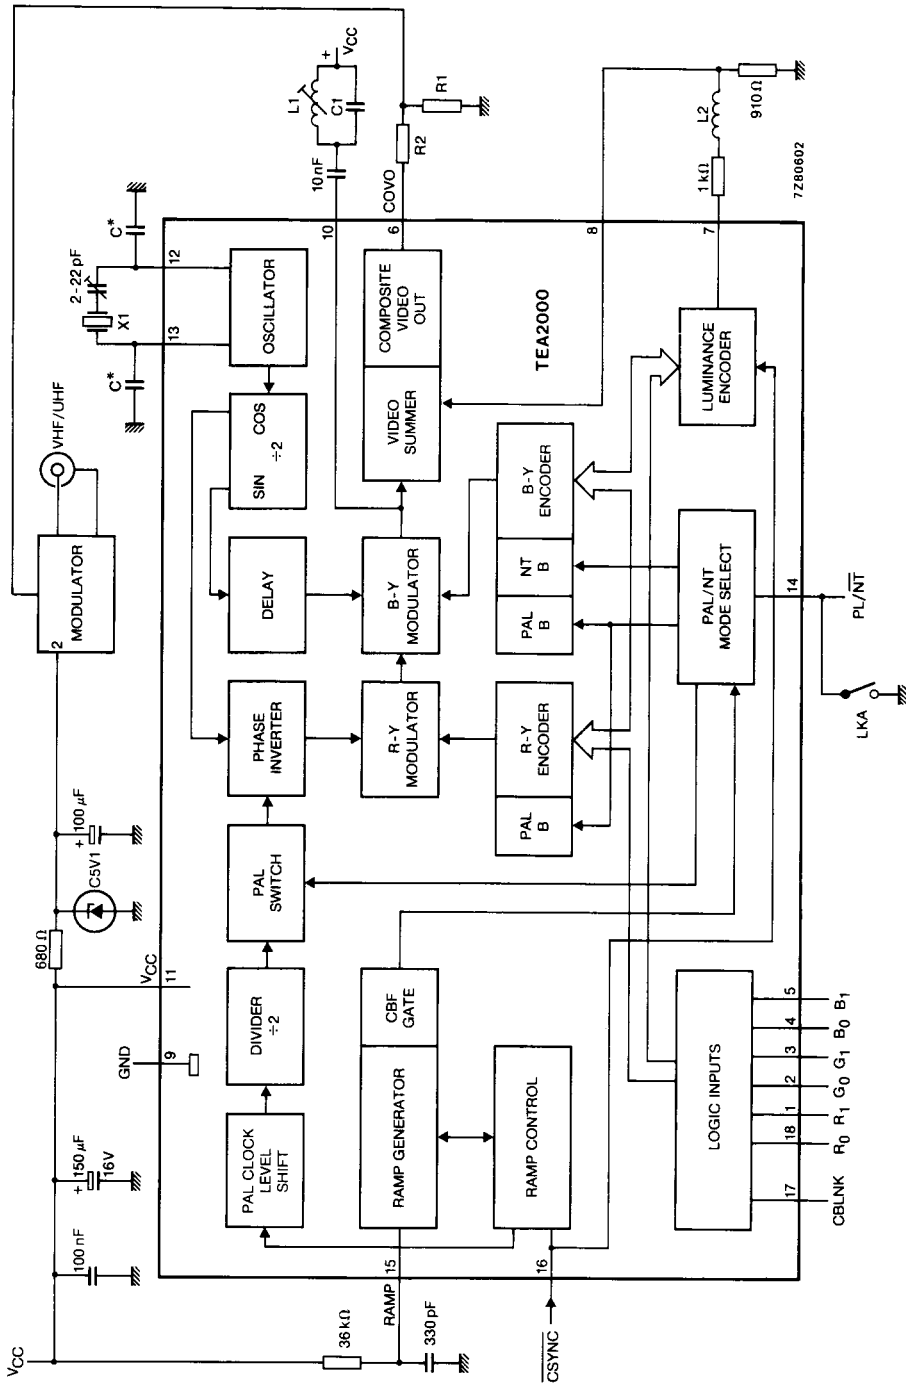 VCC
100 nF
+ 150 μF
16V
GND
9
VCC
11
680 Ω
C5V1
+ 100 μF
2
MODULATOR
VHF/UHF
C*
X1
2-22 pF
C*
13
12
L1
C1
+
VCC
10 nF
10
COVO
6
R2
R1
36 kΩ
RAMP
15
330 pF
CSYNC
16
PAL CLOCK
LEVEL
SHIFT
DIVIDER
÷2
PAL
SWITCH
PHASE
INVERTER
DELAY
SIN
COS
÷2
OSCILLATOR
RAMP GENERATOR
CBF
GATE
R-Y
MODULATOR
B-Y
MODULATOR
VIDEO
SUMMER
COMPOSITE
VIDEO
OUT
RAMP CONTROL
PAL
B
R-Y
ENCODER
PAL
B
NT
B
B-Y
ENCODER
TEA2000
8
LOGIC INPUTS
PAL/NT
MODE SELECT
LUMINANCE
ENCODER
7
1 kΩ
L2
910 Ω
17
18
1
2
3
4
5
14
CBLNK
R0
R1
G0
G1
B0
B1
PL/NT
LKA
7Z80602